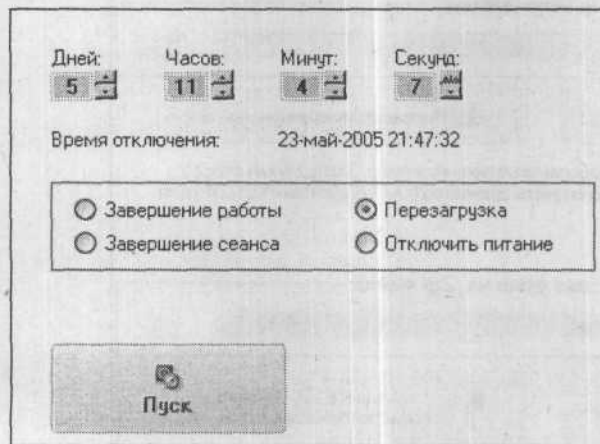 Дней: Часов: Минут: Секунд:
5 11 4 7
Время отключения: 23-май-2005 21:47:32
Завершение работы Перезагрузка
Завершение сеанса Отключить питание
Пуск